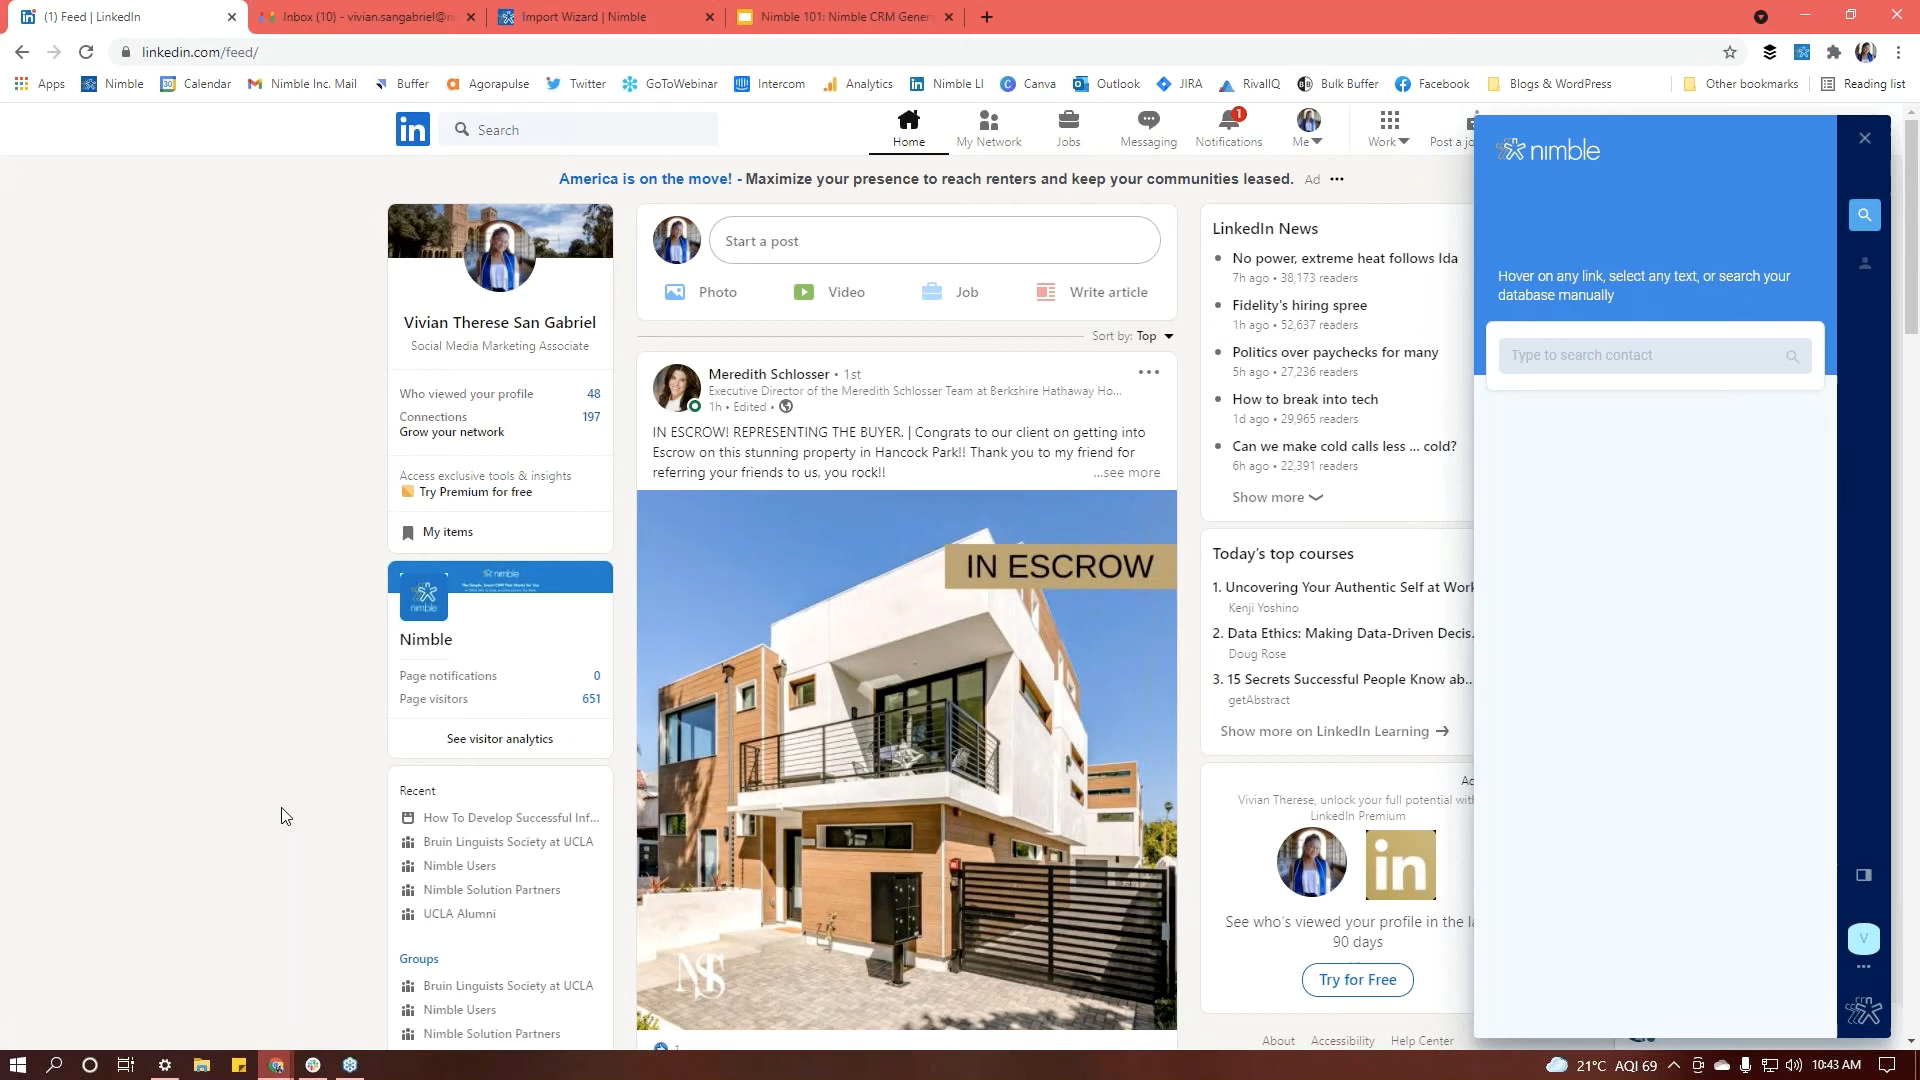 (1) Feed | LinkedIn
Inbox (10) - vivian.sangabriel@ni
Import Wizard | Nimble
Nimble 101: Nimble CRM Genera
linkedin.com/feed/
Apps
Nimble
Calendar
Nimble Inc. Mail
Buffer
Agorapulse
Twitter
GoToWebinar
Intercom
Analytics
Nimble LI
Canva
Outlook
JIRA
RivalIQ
Bulk Buffer
Facebook
Blogs & WordPress
Other bookmarks
Reading list
in
Search
Home
My Network
Jobs
Messaging
1
Notifications
Me
Work
Post a jo
America is on the move! - Maximize your presence to reach renters and keep your communities leased. Ad
Vivian Therese San Gabriel
Social Media Marketing Associate
Who viewed your profile 48
Connections 197
Grow your network
Access exclusive tools & insights
Try Premium for free
My items
nimble
nimble
Nimble
Page notifications 0
Page visitors 651
See visitor analytics
Recent
How To Develop Successful Inf...
Bruin Linguists Society at UCLA
Nimble Users
Nimble Solution Partners
UCLA Alumni
Groups
Bruin Linguists Society at UCLA
Nimble Users
Nimble Solution Partners
Start a post
Photo
Video
Job
Write article
Sort by: Top
Meredith Schlosser • 1st
Executive Director of the Meredith Schlosser Team at Berkshire Hathaway Ho...
1h • Edited •
IN ESCROW! REPRESENTING THE BUYER. | Congrats to our client on getting into
Escrow on this stunning property in Hancock Park!! Thank you to my friend for
referring your friends to us, you rock!!
...see more
IN ESCROW
1
LinkedIn News
No power, extreme heat follows Ida
7h ago • 38,173 readers
Fidelity's hiring spree
1h ago • 52,637 readers
Politics over paychecks for many
5h ago • 27,236 readers
How to break into tech
1d ago • 29,965 readers
Can we make cold calls less ... cold?
6h ago • 22,391 readers
Show more
Today's top courses
1. Uncovering Your Authentic Self at Work
Kenji Yoshino
2. Data Ethics: Making Data-Driven Decis...
Doug Rose
3. 15 Secrets Successful People Know ab...
getAbstract
Show more on LinkedIn Learning
Ad
Vivian Therese, unlock your full potential with
LinkedIn Premium
in
See who's viewed your profile in the la
90 days
Try for Free
About
Accessibility
Help Center
nimble
Hover on any link, select any text, or search your
database manually
Type to search contact
V
21°C AQI 69
10:43 AM